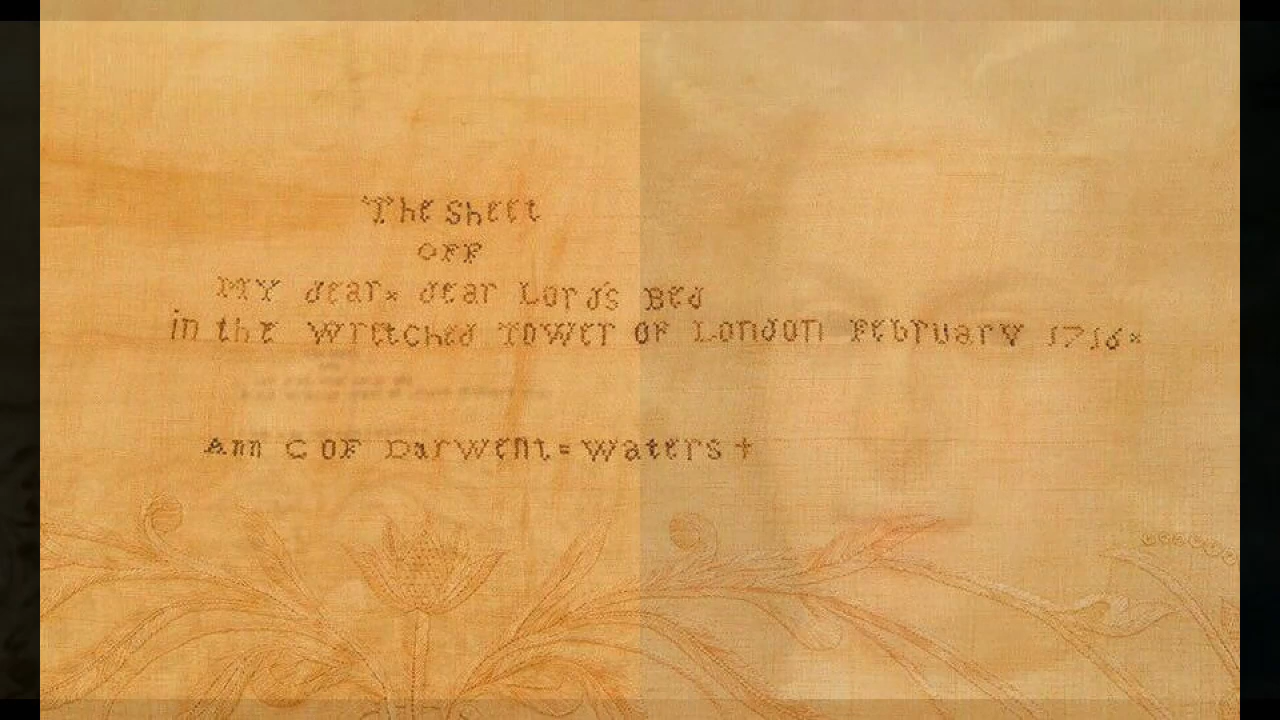 The Sheet
OFF
MY dear× dear Lord's Bed
in the wretched Tower OF London February 1716×
Ann C OF Darwent=waters+